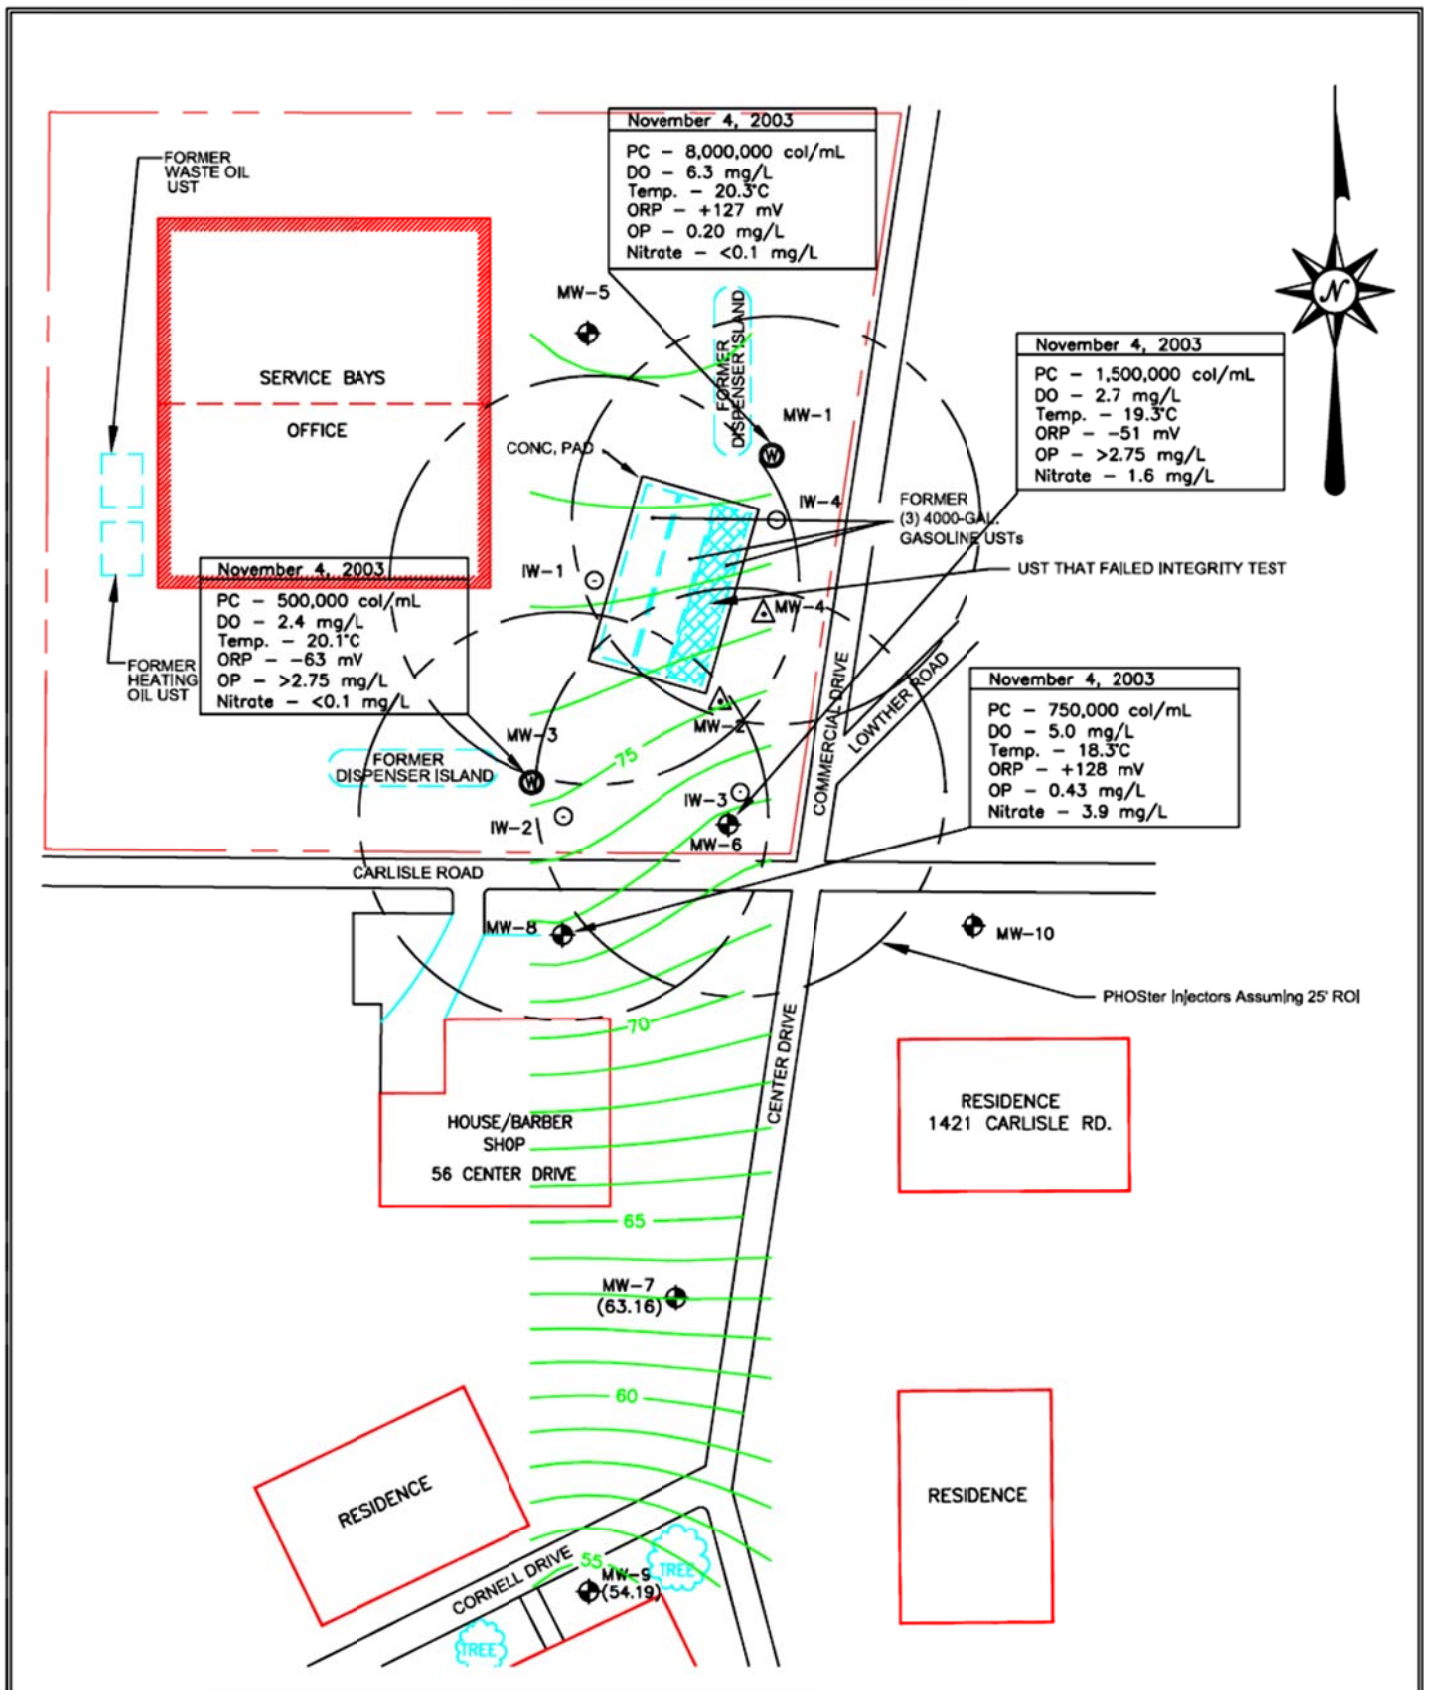 November 4, 2003
PC - 8,000,000 col/mL
DO - 6.3 mg/L
Temp. - 20.3°C
ORP - +127 mV
OP - 0.20 mg/L
Nitrate - <0.1 mg/L
FORMER
WASTE OIL
UST
MW-5
FORMER
DISPENSER ISLAND
N
November 4, 2003
PC - 1,500,000 col/mL
DO - 2.7 mg/L
Temp. - 19.3°C
ORP - -51 mV
OP - >2.75 mg/L
Nitrate - 1.6 mg/L
SERVICE BAYS
OFFICE
MW-1
W
CONC, PAD
IW-4
FORMER
(3) 4000-GAL.
GASOLINE USTs
IW-1
UST THAT FAILED INTEGRITY TEST
MW-4
November 4, 2003
PC - 500,000 col/mL
DO - 2.4 mg/L
Temp. - 20.1°C
ORP - -63 mV
OP - >2.75 mg/L
Nitrate - <0.1 mg/L
FORMER
HEATING
OIL UST
COMMERCIAL DRIVE
LOWTHER ROAD
November 4, 2003
PC - 750,000 col/mL
DO - 5.0 mg/L
Temp. - 18.3°C
ORP - +128 mV
OP - 0.43 mg/L
Nitrate - 3.9 mg/L
MW-2
MW-3
75
FORMER
DISPENSER ISLAND
W
IW-3
IW-2
MW-6
CARLISLE ROAD
MW-8
MW-10
PHOSter Injectors Assuming 25' ROI
70
CENTER DRIVE
HOUSE/BARBER
SHOP
56 CENTER DRIVE
RESIDENCE
1421 CARLISLE RD.
65
MW-7
(63.16)
60
RESIDENCE
RESIDENCE
CORNELL DRIVE
55
TREE
MW-9
(54.19)
TREE